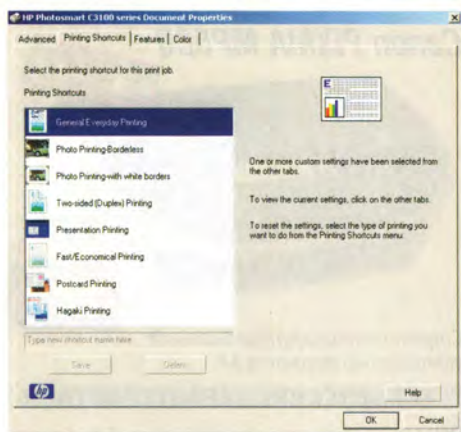 HP Photosmart C3100 series Document Properties
Advanced Printing Shortcuts Features Color
Select the printing shortcut for this print job.
Printing Shortcuts
General Everyday Printing
Photo Printing-Borderless
Photo Printing-with white borders
Two-sided (Duplex) Printing
Presentation Printing
Fast/Economical Printing
Postcard Printing
Hagaki Printing
Type new shortcut name here
Save Delete
E
One or more custom settings have been selected from
the other tabs.
To view the current settings, click on the other tabs.
To reset the settings, select the type of printing you
want to do from the Printing Shortcuts menu.
hp
Help
OK Cancel